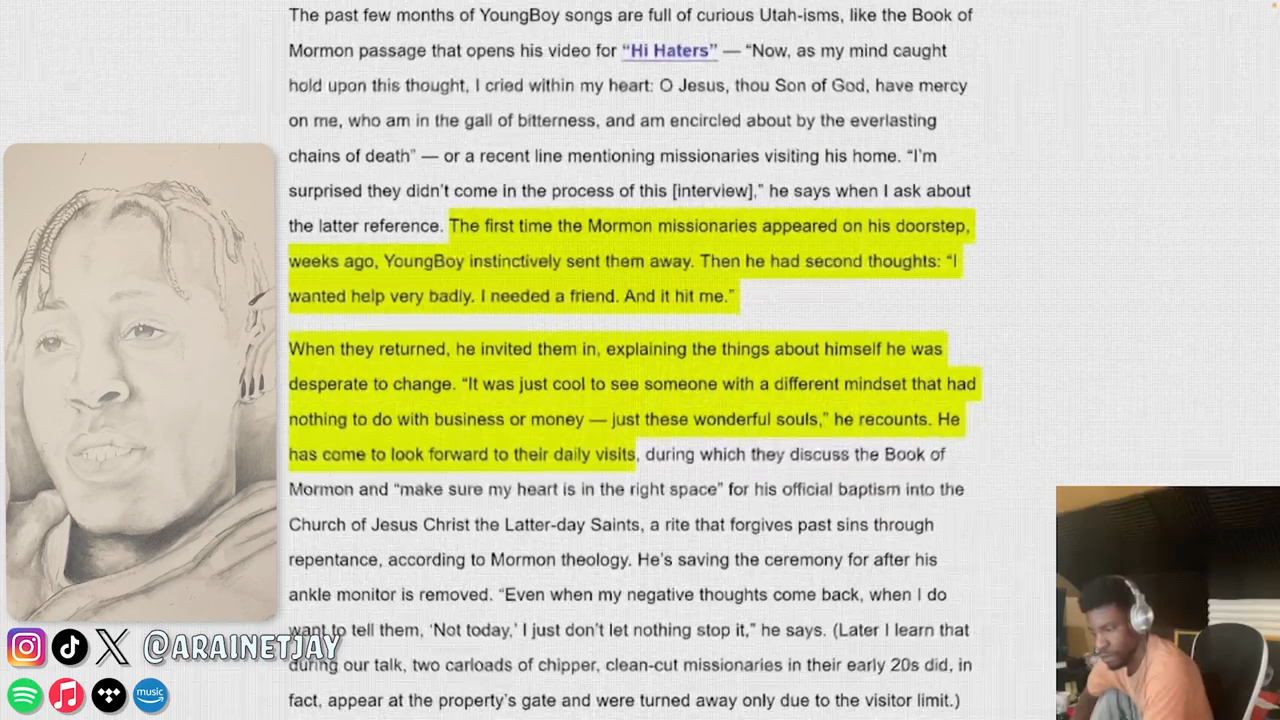 The past few months of YoungBoy songs are full of curious Utah-isms, like the Book of
Mormon passage that opens his video for “Hi Haters” — “Now, as my mind caught
hold upon this thought, I cried within my heart: O Jesus, thou Son of God, have mercy
on me, who am in the gall of bitterness, and am encircled about by the everlasting
chains of death” — or a recent line mentioning missionaries visiting his home. “I’m
surprised they didn’t come in the process of this [interview],” he says when I ask about
the latter reference. The first time the Mormon missionaries appeared on his doorstep,
weeks ago, YoungBoy instinctively sent them away. Then he had second thoughts: “I
wanted help very badly. I needed a friend. And it hit me.”
When they returned, he invited them in, explaining the things about himself he was
desperate to change. “It was just cool to see someone with a different mindset that had
nothing to do with business or money — just these wonderful souls,” he recounts. He
has come to look forward to their daily visits, during which they discuss the Book of
Mormon and “make sure my heart is in the right space” for his official baptism into the
Church of Jesus Christ the Latter-day Saints, a rite that forgives past sins through
repentance, according to Mormon theology. He’s saving the ceremony for after his
ankle monitor is removed. “Even when my negative thoughts come back, when I do
want to tell them, ‘Not today,’ I just don’t let nothing stop it,” he says. (Later I learn that
during our talk, two carloads of chipper, clean-cut missionaries in their early 20s did, in
fact, appear at the property’s gate and were turned away only due to the visitor limit.)
@ARAINETJAY
music